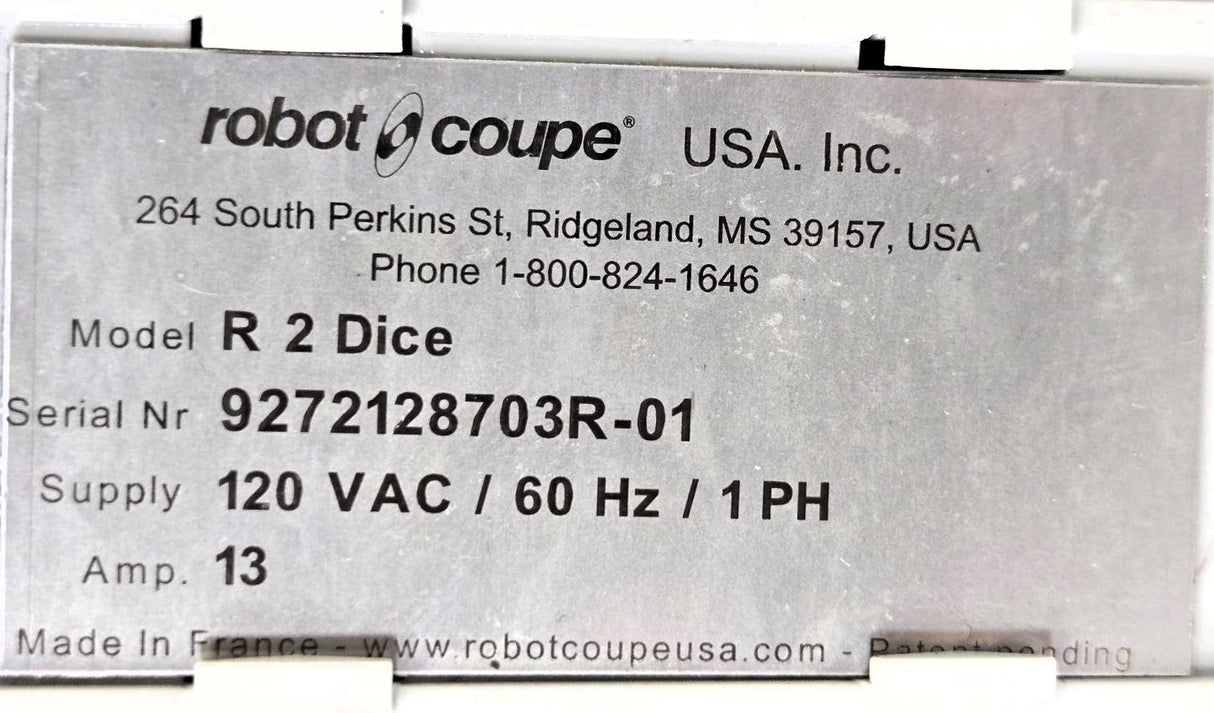 robot coupe® USA. Inc.
264 South Perkins St, Ridgeland, MS 39157, USA
Phone 1-800-824-1646
Model R 2 Dice
Serial Nr 9272128703R-01
Supply 120 VAC / 60 Hz / 1 PH
Amp. 13
Made In France - www.robotcoupeusa.com - Patent pending